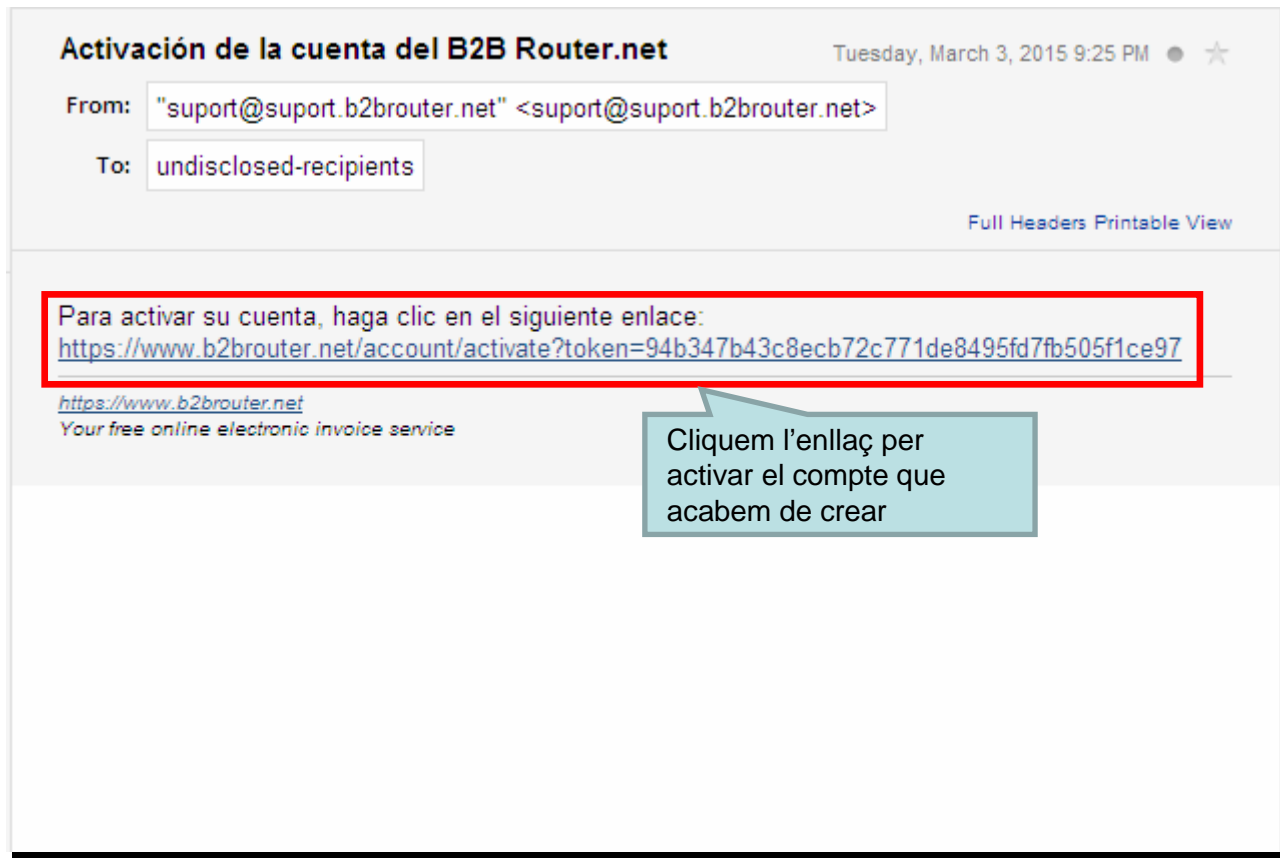 Activación de la cuenta del B2B Router.net
Tuesday, March 3, 2015 9:25 PM
From: "suport@suport.b2brouter.net" <suport@suport.b2brouter.net>
To: undisclosed-recipients
Full Headers Printable View
Para activar su cuenta, haga clic en el siguiente enlace:
https://www.b2brouter.net/account/activate?token=94b347b43c8ecb72c771de8495fd7fb505f1ce97
https://www.b2brouter.net
Your free online electronic invoice service
Cliquem l’enllaç per
activar el compte que
acabem de crear